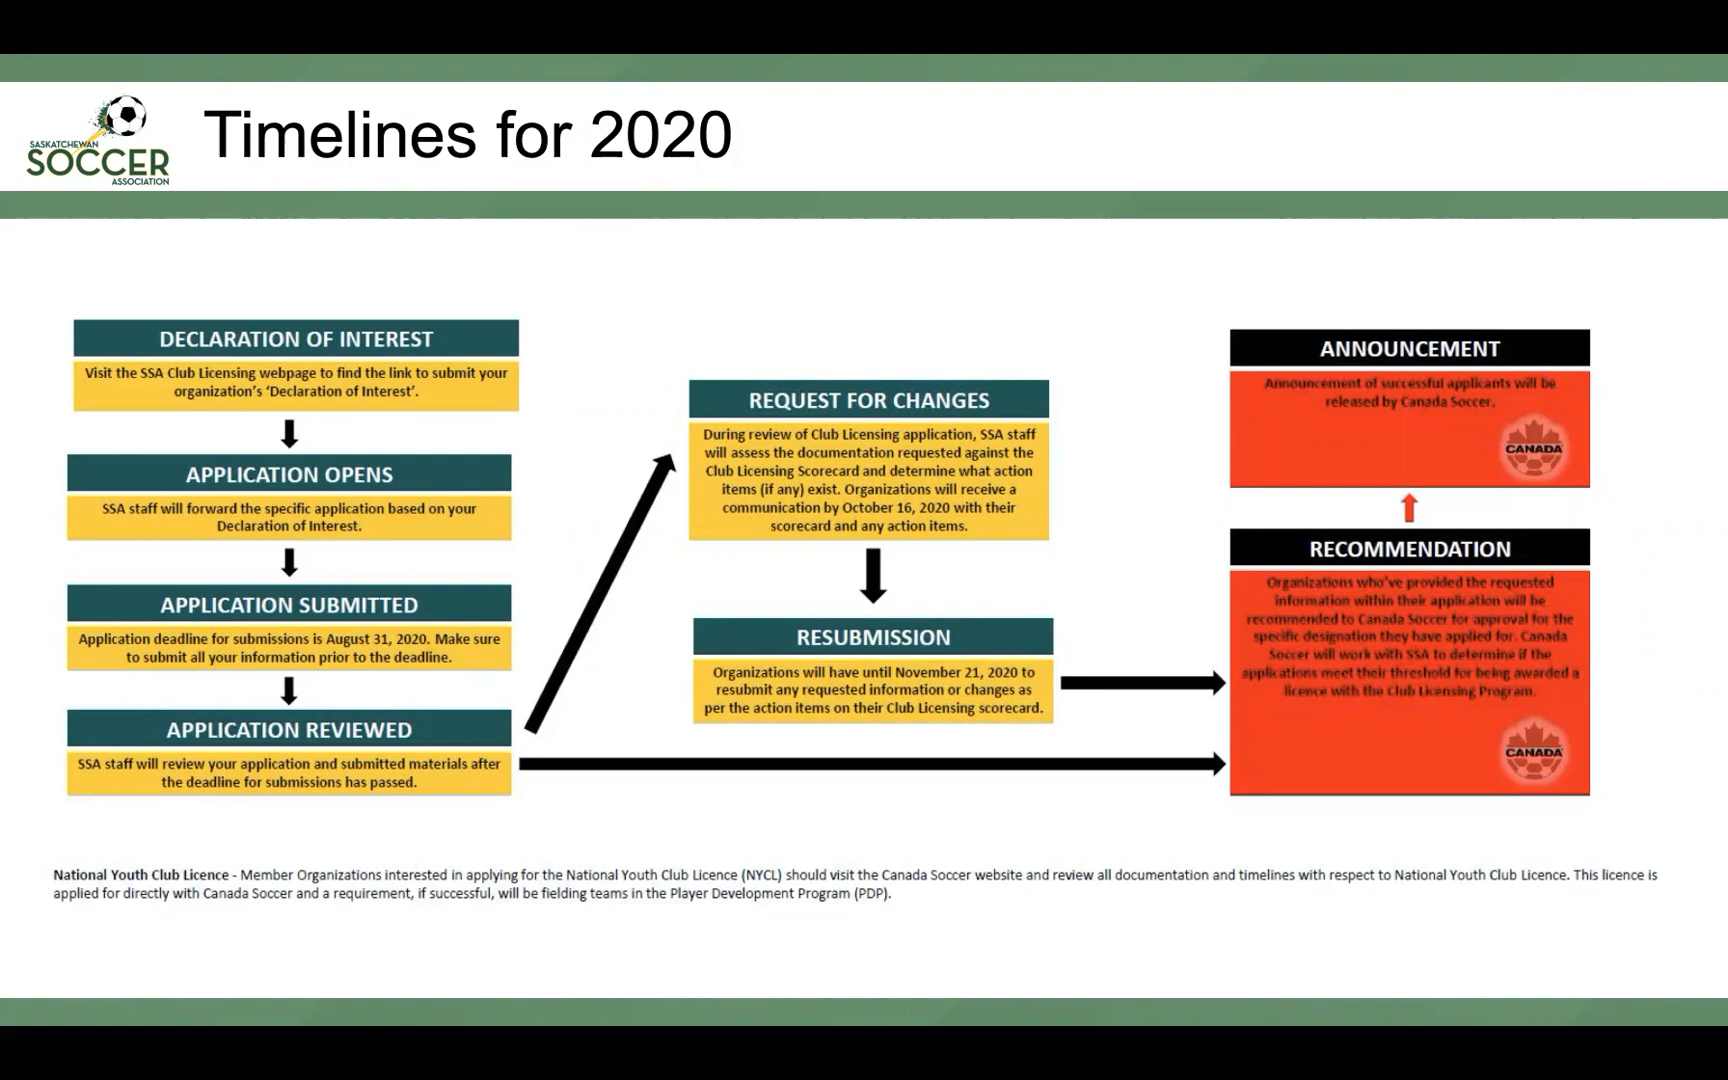 SASKATCHEWAN
SOCCER
ASSOCIATION
Timelines for 2020
DECLARATION OF INTEREST
Visit the SSA Club Licensing webpage to find the link to submit your
organization's 'Declaration of Interest'.
APPLICATION OPENS
SSA staff will forward the specific application based on your
Declaration of Interest.
APPLICATION SUBMITTED
Application deadline for submissions is August 31, 2020. Make sure
to submit all your information prior to the deadline.
APPLICATION REVIEWED
SSA staff will review your application and submitted materials after
the deadline for submissions has passed.
REQUEST FOR CHANGES
During review of Club Licensing application, SSA staff
will assess the documentation requested against the
Club Licensing Scorecard and determine what action
items (if any) exist. Organizations will receive a
communication by October 16, 2020 with their
scorecard and any action items.
RESUBMISSION
Organizations will have until November 21, 2020 to
resubmit any requested information or changes as
per the action items on their Club Licensing scorecard.
ANNOUNCEMENT
Announcement of successful applicants will be
released by Canada Soccer.
CANADA
RECOMMENDATION
Organizations who've provided the requested
information within their application will be
recommended to Canada Soccer for approval for the
specific designation they have applied for. Canada
Soccer will work with SSA to determine if the
applications meet their threshold for being awarded a
licence with the Club Licensing Program.
CANADA
National Youth Club Licence - Member Organizations interested in applying for the National Youth Club Licence (NYCL) should visit the Canada Soccer website and review all documentation and timelines with respect to National Youth Club Licence. This licence is
applied for directly with Canada Soccer and a requirement, if successful, will be fielding teams in the Player Development Program (PDP).